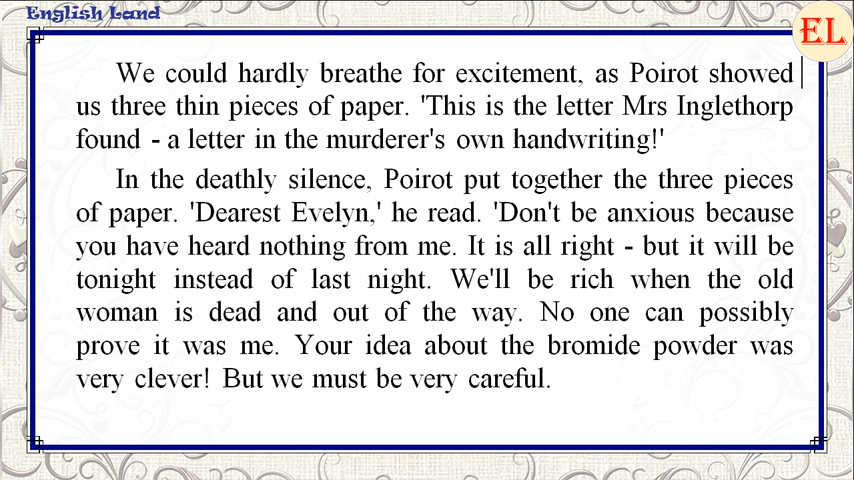 English Land
EL
We could hardly breathe for excitement, as Poirot showed
us three thin pieces of paper. 'This is the letter Mrs Inglethorp
found - a letter in the murderer's own handwriting!'
In the deathly silence, Poirot put together the three pieces
of paper. 'Dearest Evelyn,' he read. 'Don't be anxious because
you have heard nothing from me. It is all right - but it will be
tonight instead of last night. We'll be rich when the old
woman is dead and out of the way. No one can possibly
prove it was me. Your idea about the bromide powder was
very clever! But we must be very careful.